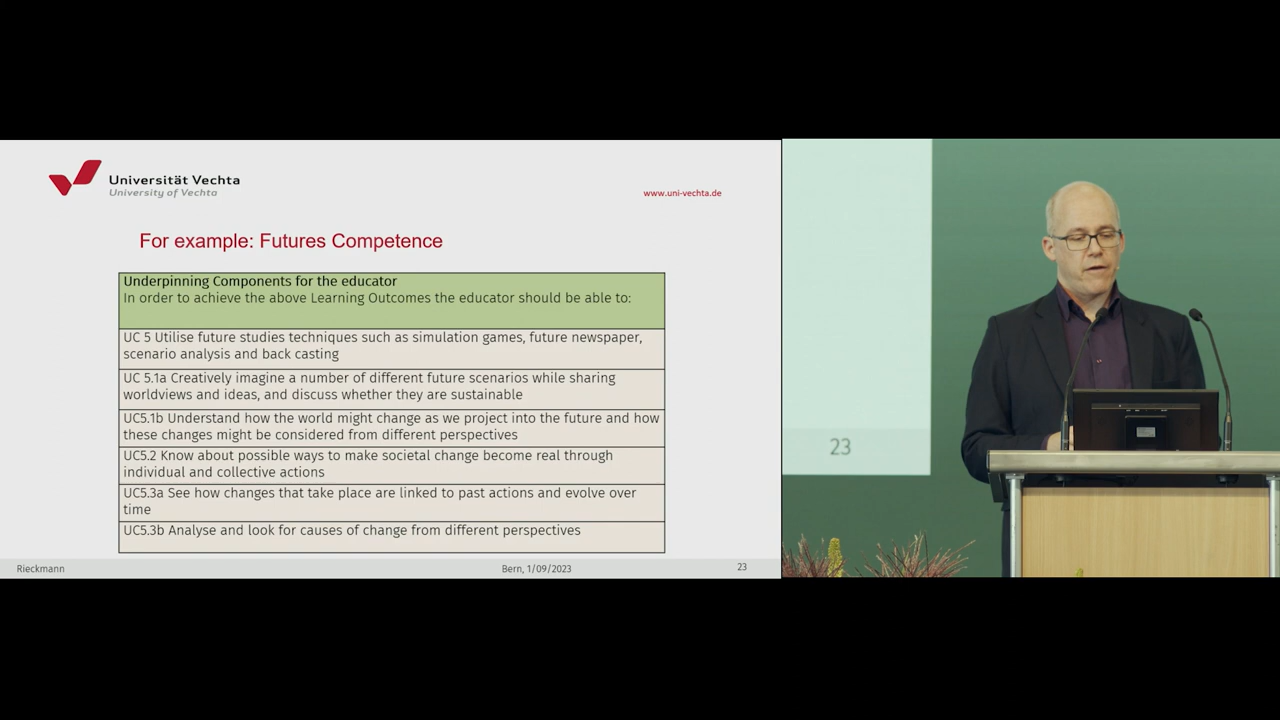 Universität Vechta
University of Vechta
www.uni-vechta.de
For example: Futures Competence
Underpinning Components for the educator
In order to achieve the above Learning Outcomes the educator should be able to:
UC 5 Utilise future studies techniques such as simulation games, future newspaper,
scenario analysis and back casting
UC 5.1a Creatively imagine a number of different future scenarios while sharing
worldviews and ideas, and discuss whether they are sustainable
UC5.1b Understand how the world might change as we project into the future and how
these changes might be considered from different perspectives
UC5.2 Know about possible ways to make societal change become real through
individual and collective actions
UC5.3a See how changes that take place are linked to past actions and evolve over
time
UC5.3b Analyse and look for causes of change from different perspectives
Rieckmann
Bern, 1/09/2023
23
23